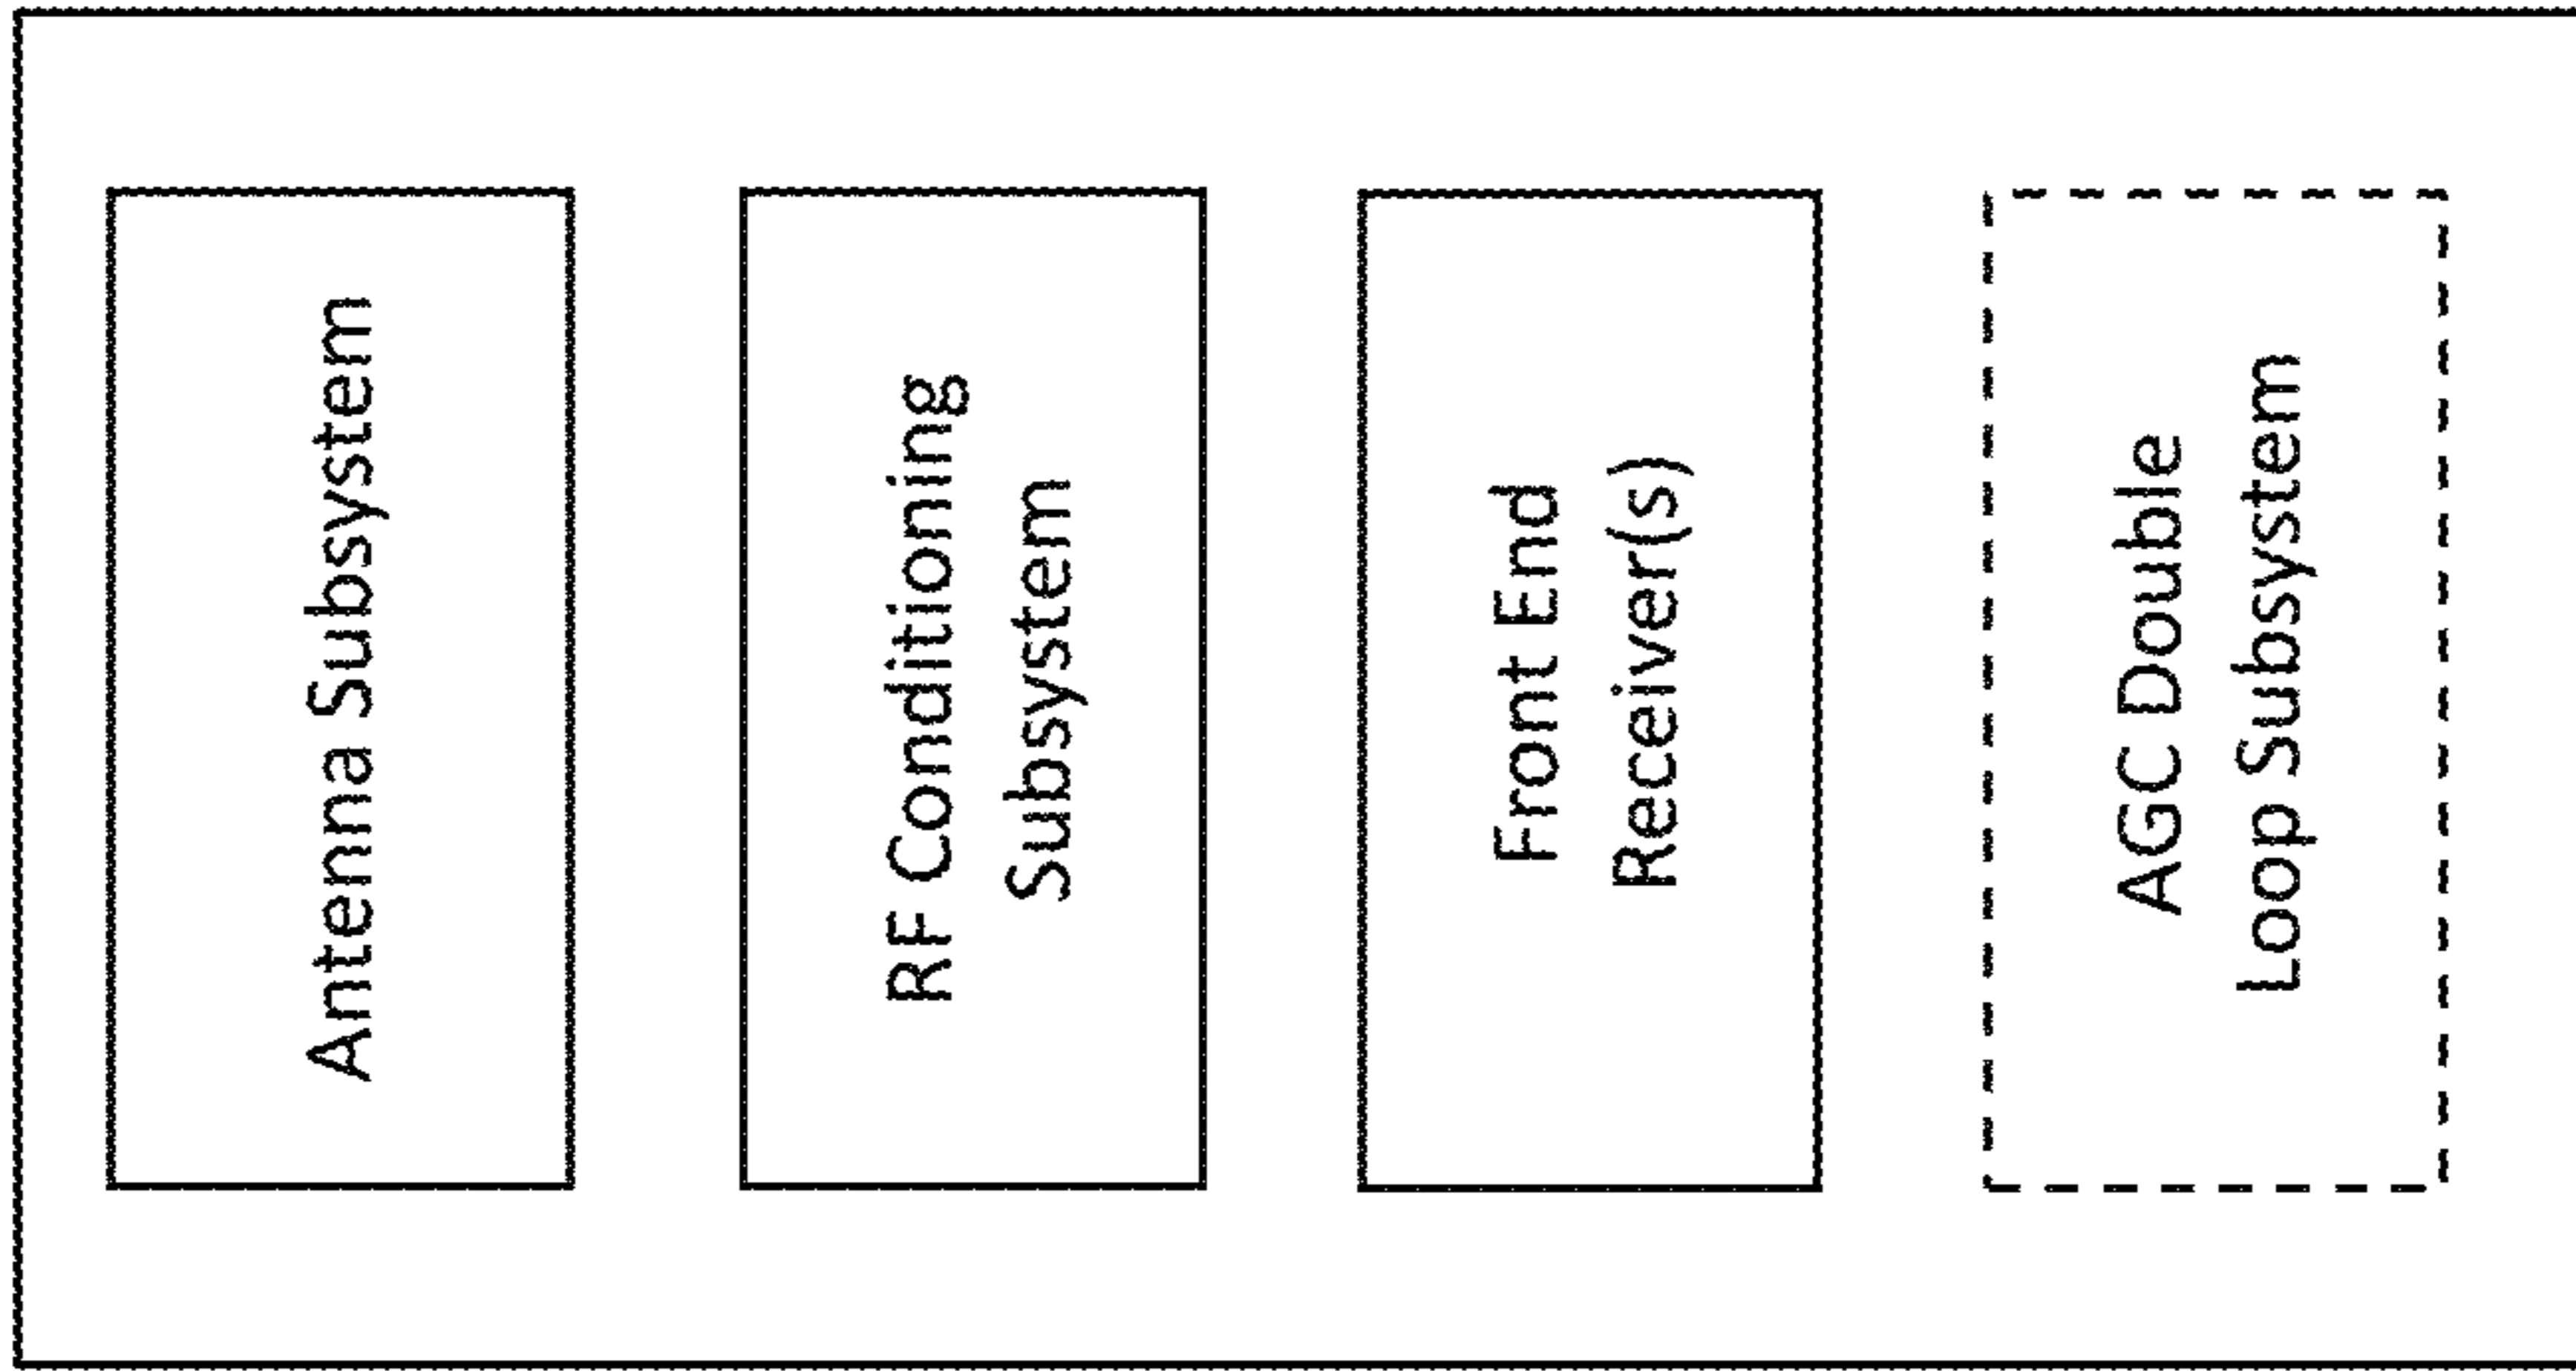 Antenna Subsystem
RF Conditioning
Subsystem
Front End
Receiver(s)
AGC Double
Loop Subsystem